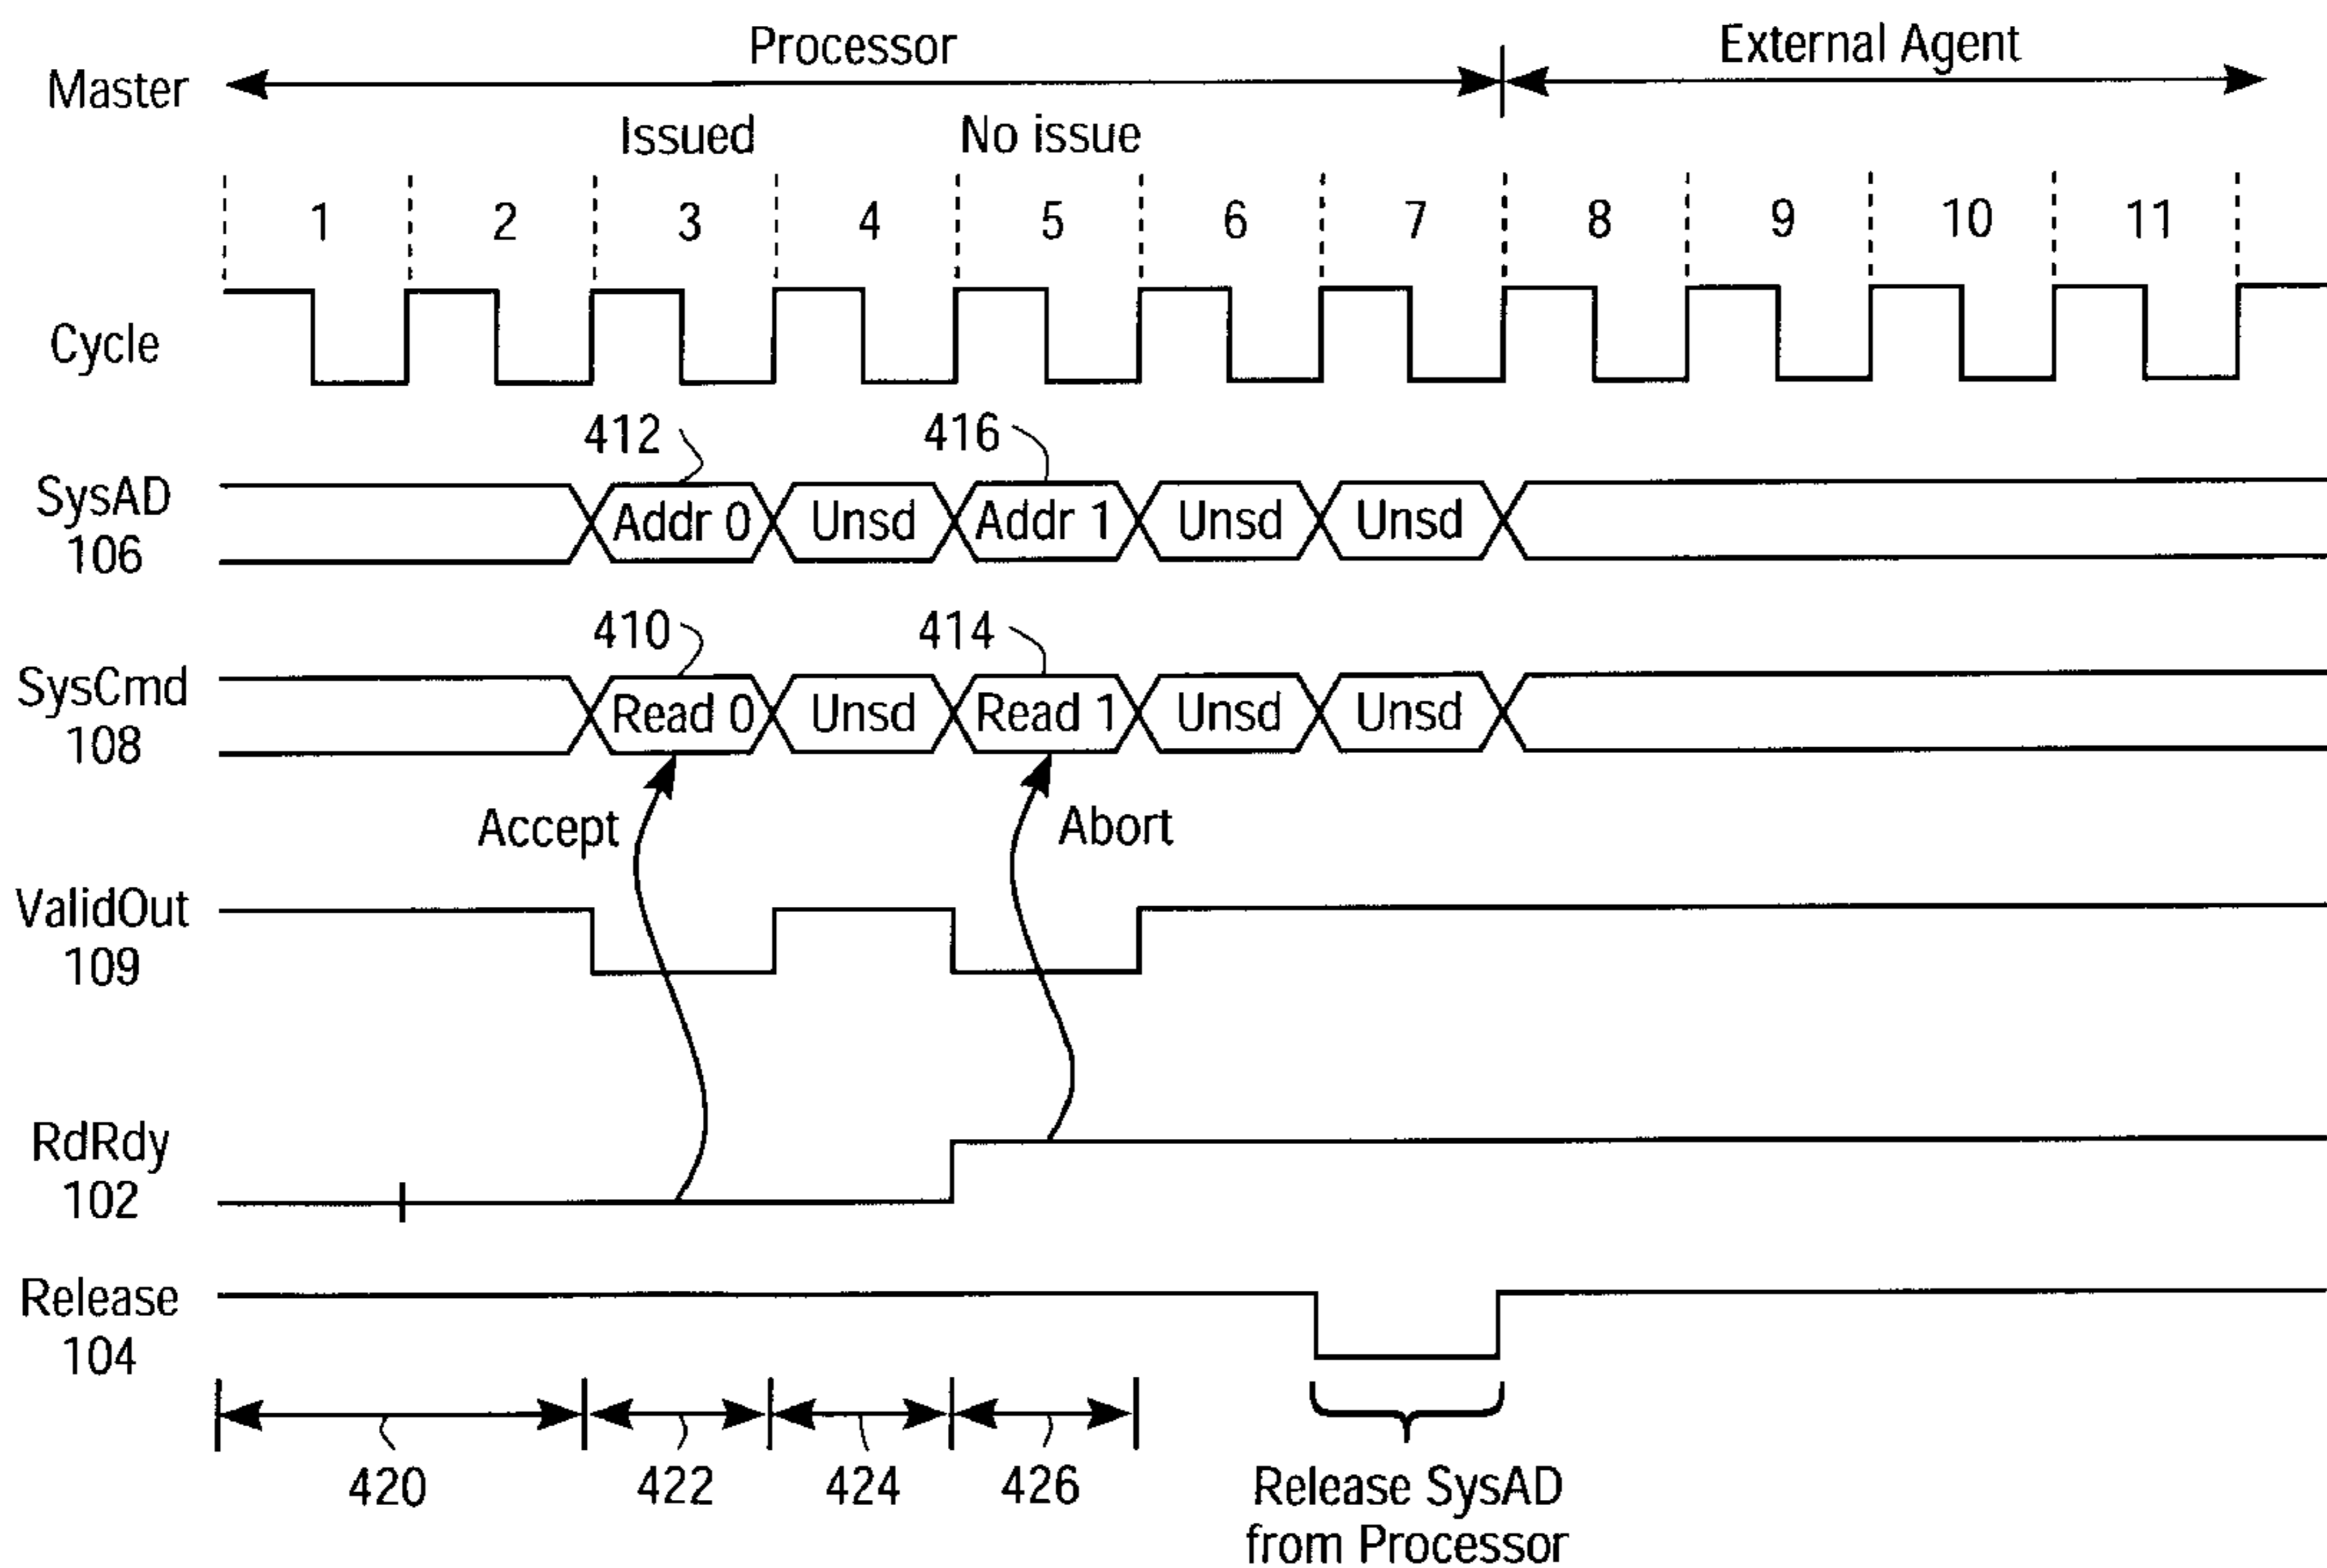 Processor
External Agent
Master
Issued
No issue
1 2 3 4 5 6 7 8 9 10 11
Cycle
412
416
SysAD
106
Addr 0 Unsd Addr 1 Unsd Unsd
410
414
SysCmd
108
Read 0 Unsd Read 1 Unsd Unsd
Accept
Abort
ValidOut
109
RdRdy
102
Release
104
420
422
424
426
Release SysAD
from Processor